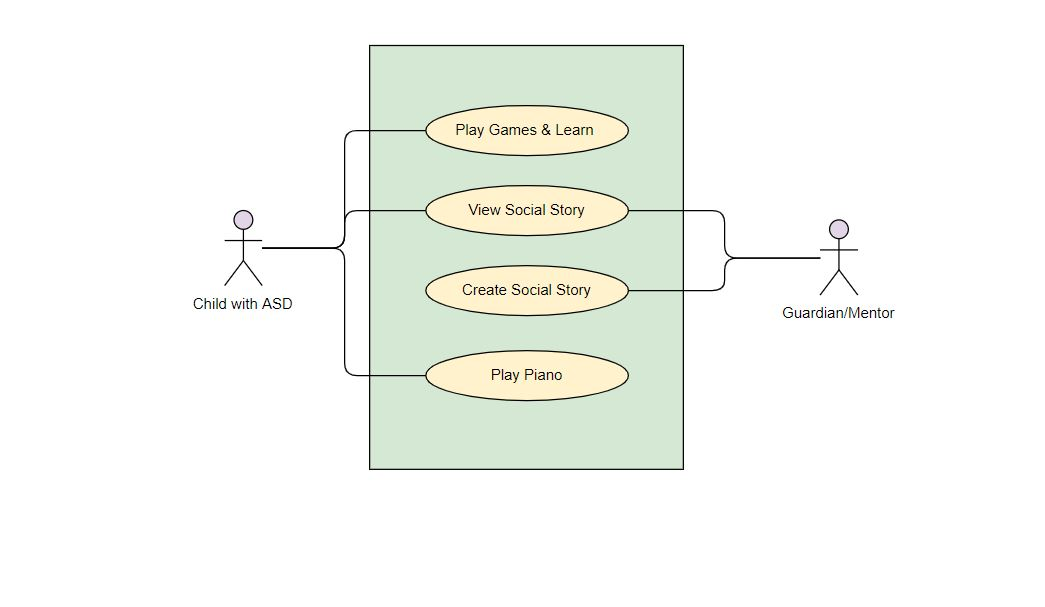 Play Games & Learn
View Social Story
Create Social Story
Play Piano
Child with ASD
Guardian/Mentor